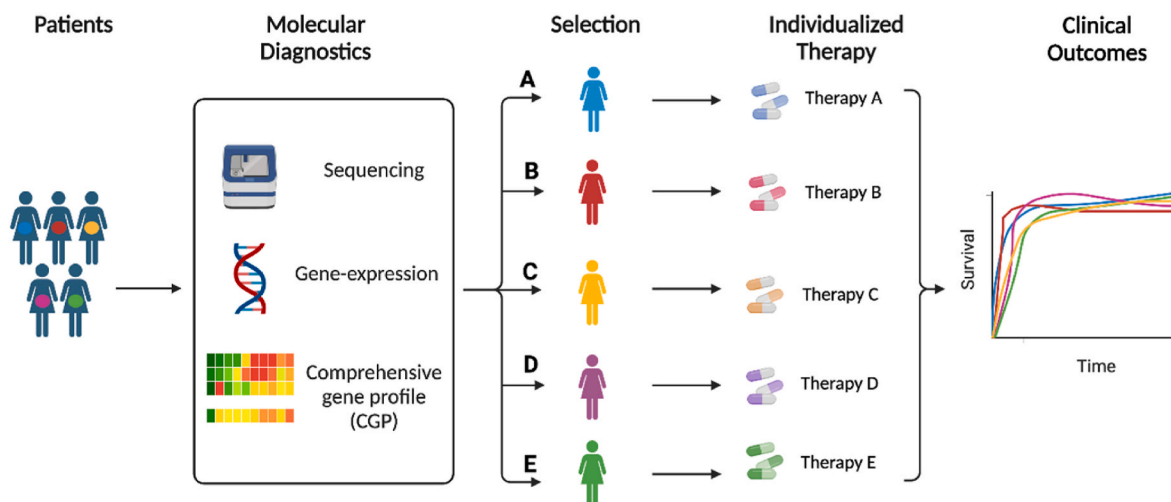 Patients
Molecular
Diagnostics
Selection
Individualized
Therapy
Clinical
Outcomes
Sequencing
Gene-expression
Comprehensive
gene profile
(CGP)
A
B
C
D
E
Therapy A
Therapy B
Therapy C
Therapy D
Therapy E
Survival
Time